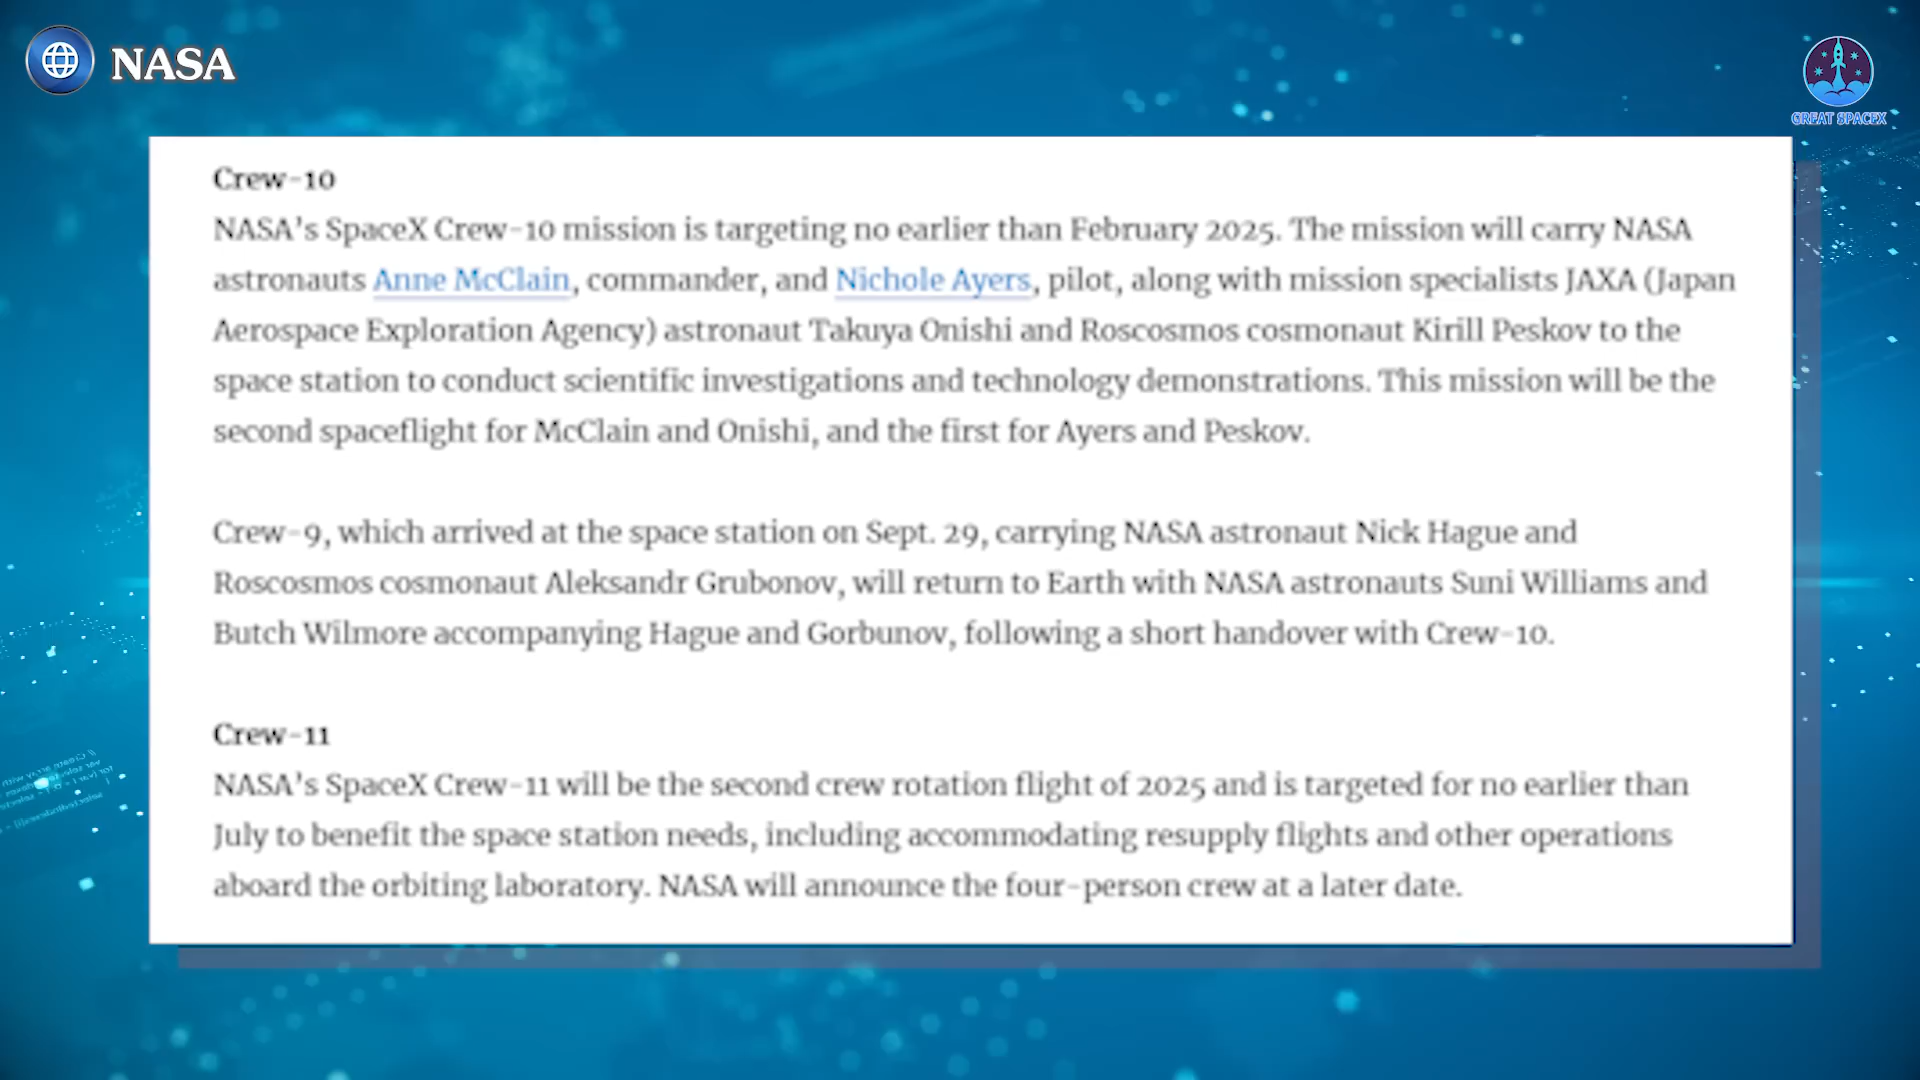 NASA
GREAT SPACEX
Crew-10
NASA's SpaceX Crew-10 mission is targeting no earlier than February 2025. The mission will carry NASA
astronauts Anne McClain, commander, and Nichole Ayers, pilot, along with mission specialists JAXA (Japan
Aerospace Exploration Agency) astronaut Takuya Onishi and Roscosmos cosmonaut Kirill Peskov to the
space station to conduct scientific investigations and technology demonstrations. This mission will be the
second spaceflight for McClain and Onishi, and the first for Ayers and Peskov.
Crew-9, which arrived at the space station on Sept. 29, carrying NASA astronaut Nick Hague and
Roscosmos cosmonaut Aleksandr Grubonov, will return to Earth with NASA astronauts Suni Williams and
Butch Wilmore accompanying Hague and Gorbunov, following a short handover with Crew-10.
Crew-11
NASA's SpaceX Crew-11 will be the second crew rotation flight of 2025 and is targeted for no earlier than
July to benefit the space station needs, including accommodating resupply flights and other operations
aboard the orbiting laboratory. NASA will announce the four-person crew at a later date.